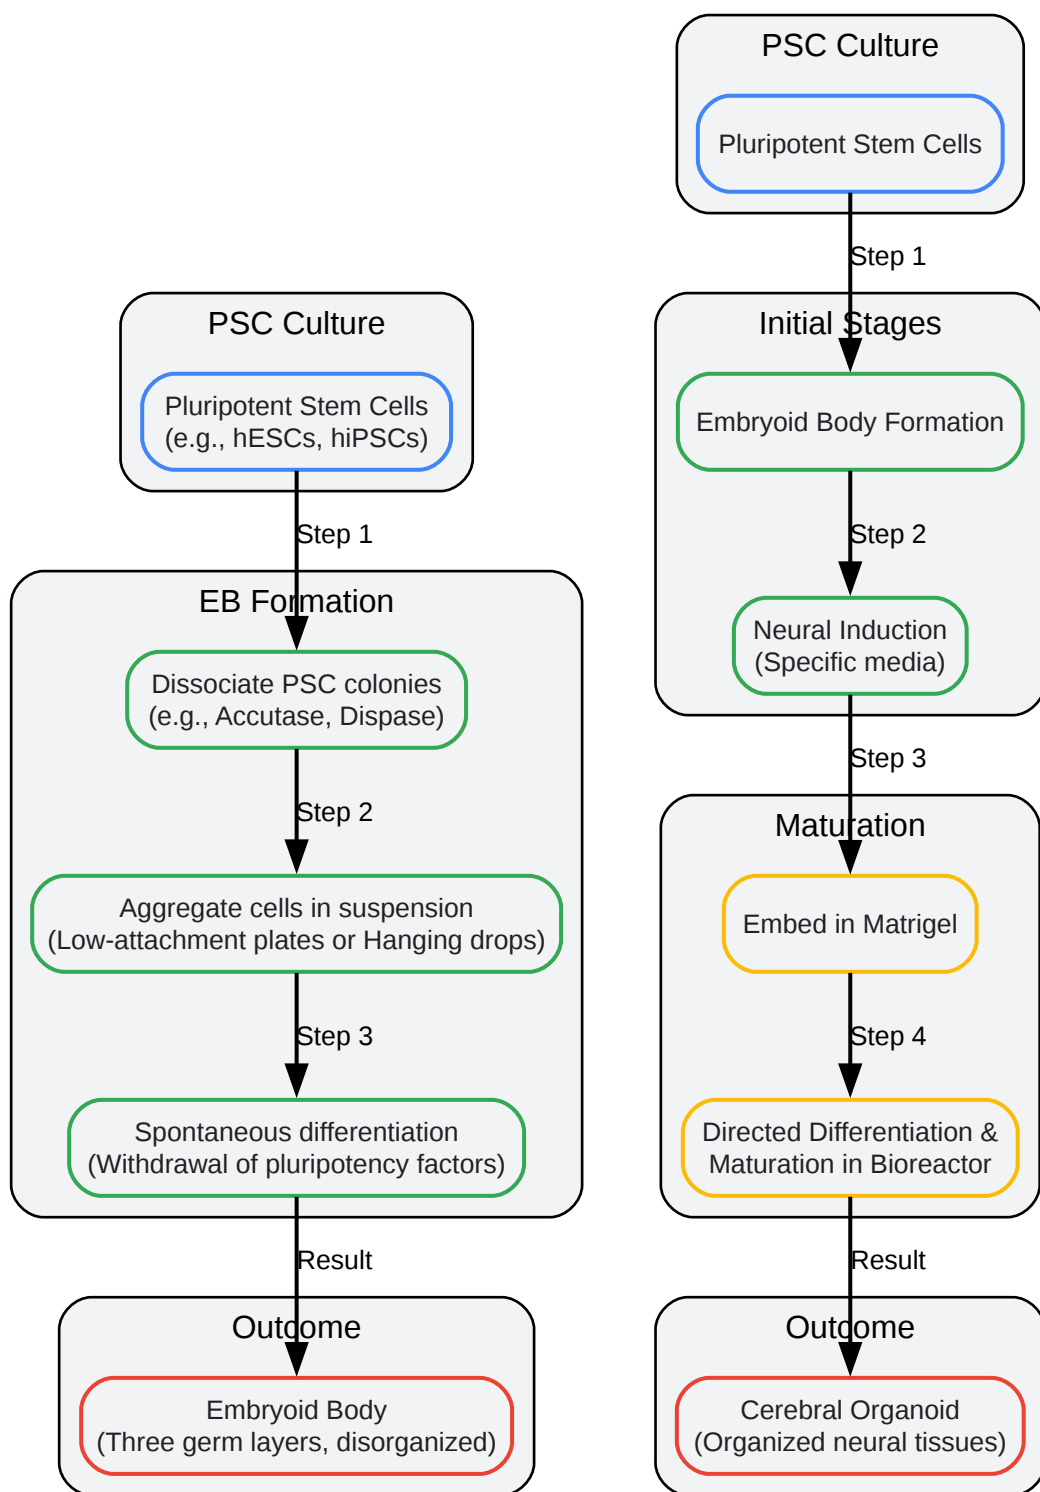 PSC Culture
Pluripotent Stem Cells
(e.g., hESCs, hiPSCs)
Step 1
EB Formation
Dissociate PSC colonies
(e.g., Accutase, Dispase)
Step 2
Aggregate cells in suspension
(Low-attachment plates or Hanging drops)
Step 3
Spontaneous differentiation
(Withdrawal of pluripotency factors)
Result
Outcome
Embryoid Body
(Three germ layers, disorganized)
PSC Culture
Pluripotent Stem Cells
Step 1
Initial Stages
Embryoid Body Formation
Step 2
Neural Induction
(Specific media)
Step 3
Maturation
Embed in Matrigel
Step 4
Directed Differentiation &
Maturation in Bioreactor
Result
Outcome
Cerebral Organoid
(Organized neural tissues)